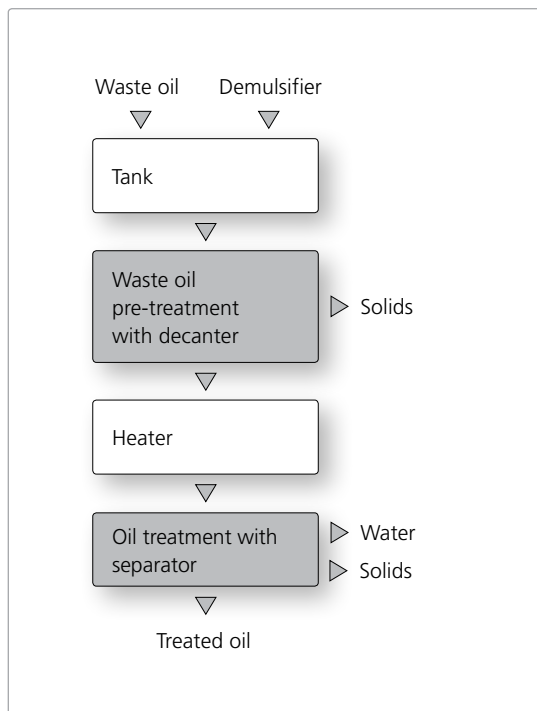 Waste oil
Demulsifier
Tank
Waste oil
pre-treatment
with decanter
Solids
Heater
Oil treatment with
separator
Water
Solids
Treated oil